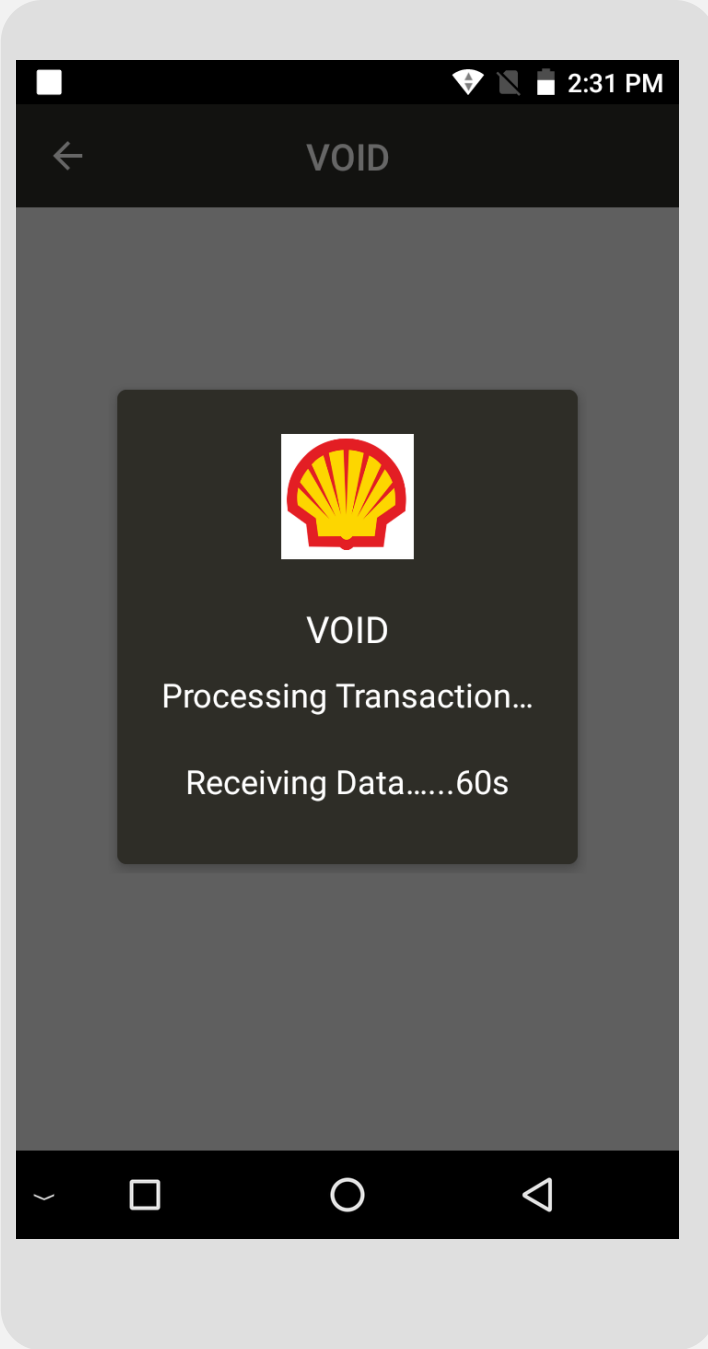 2:31 PM
VOID
VOID
Processing Transaction…
Receiving Data…...60s